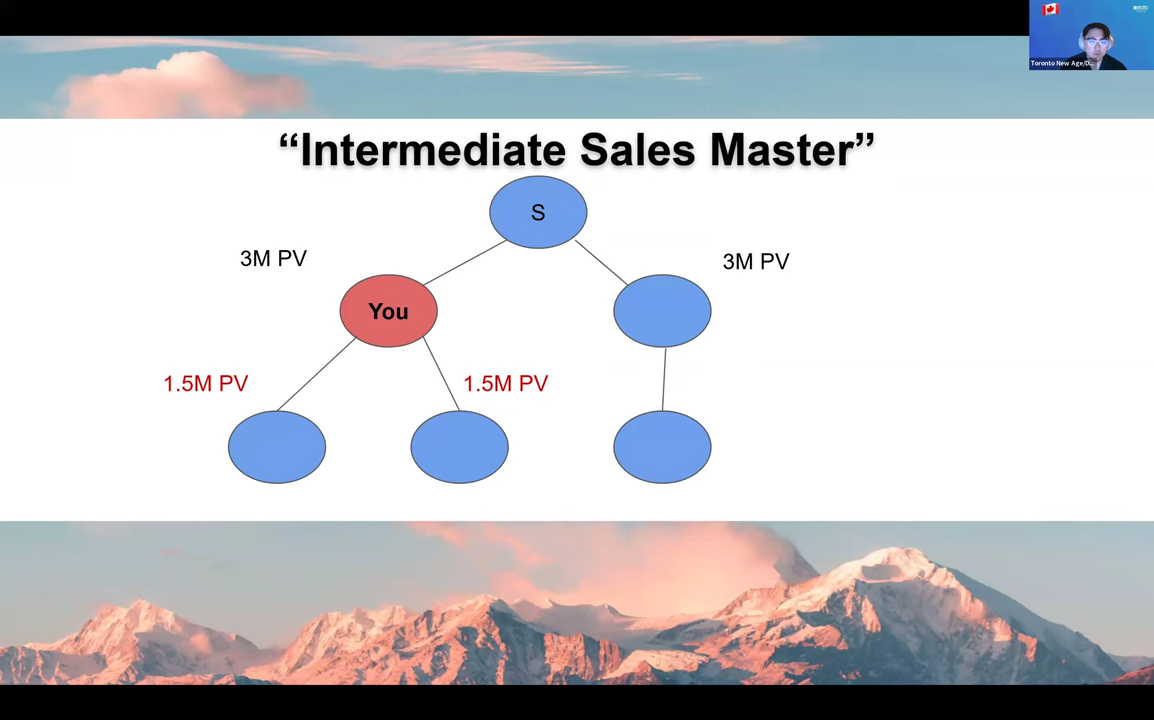 Toronto New Age/D...
“Intermediate Sales Master”
S
3M PV
3M PV
You
1.5M PV
1.5M PV